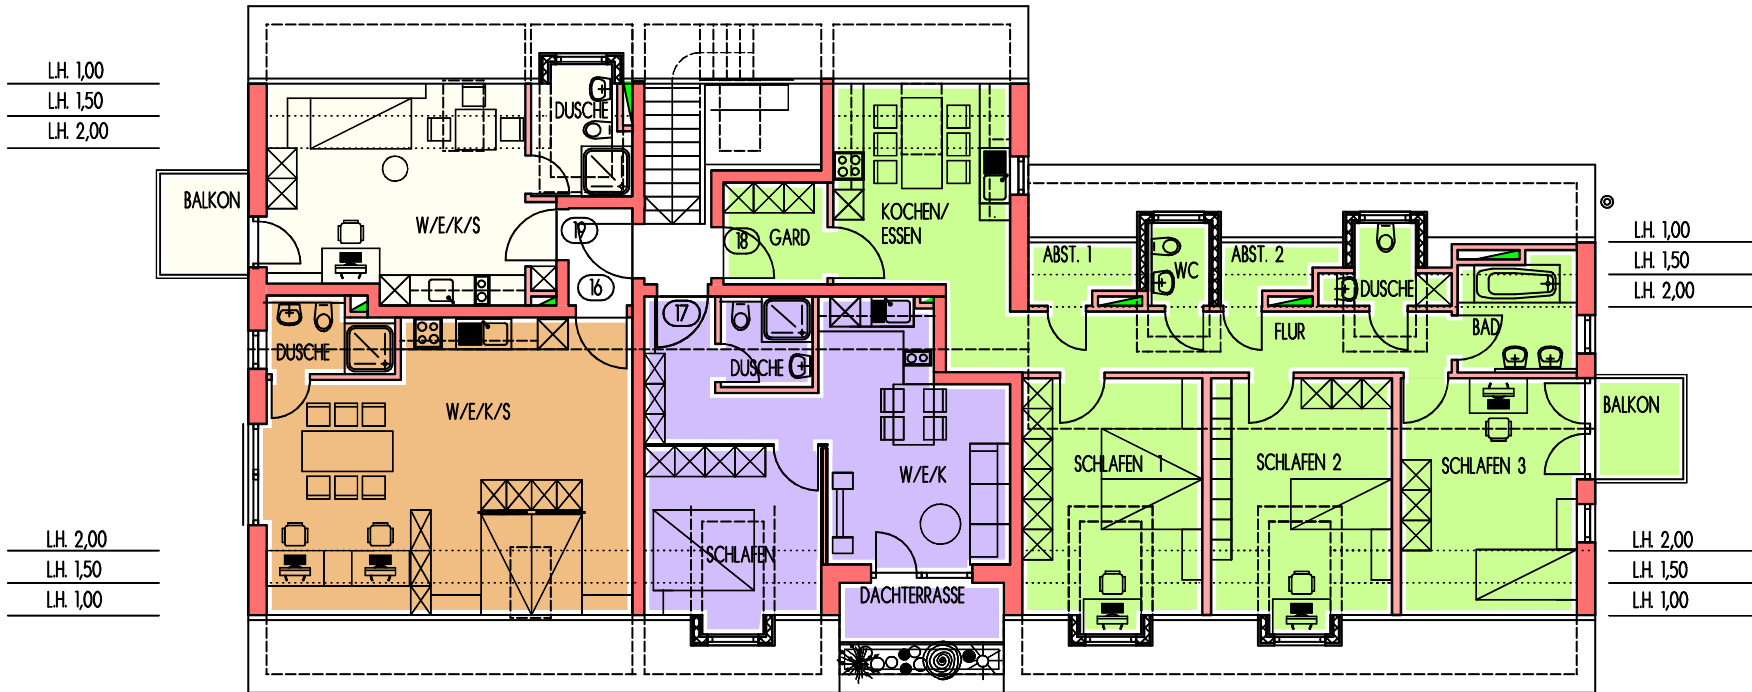 L.H. 1,00
L.H. 1,50
L.H. 2,00
BALKON
DUSCHE
W/E/K/S
19
16
18
GARD
KOCHEN/
ESSEN
ABST. 1
WC
ABST. 2
DUSCHE
L.H. 1,00
L.H. 1,50
L.H. 2,00
DUSCHE
17
DUSCHE
FLUR
BAD
W/E/K/S
BALKON
W/E/K
SCHLAFEN 1
SCHLAFEN 2
SCHLAFEN 3
L.H. 2,00
L.H. 1,50
L.H. 1,00
SCHLAFEN
DACHTERRASSE
L.H. 2,00
L.H. 1,50
L.H. 1,00